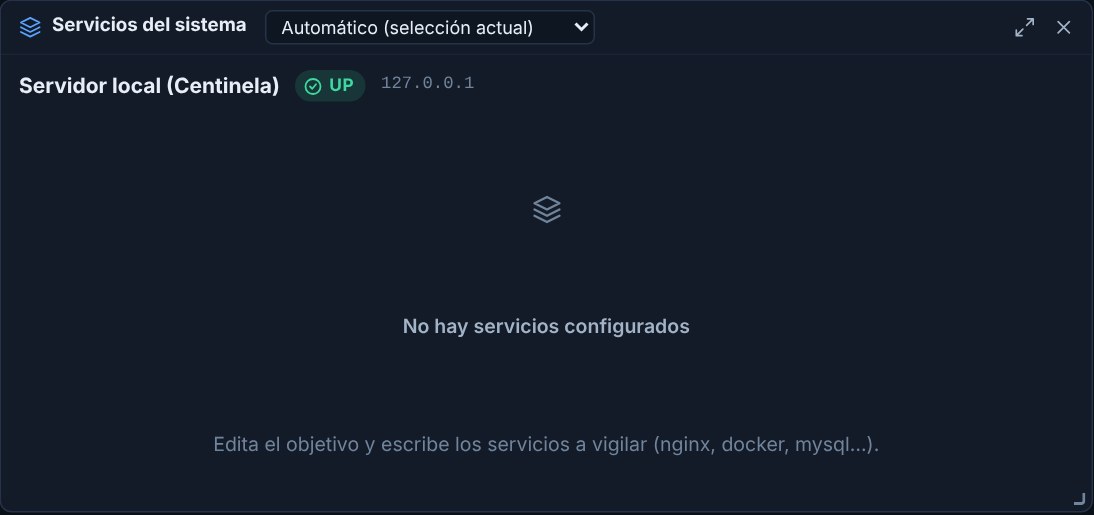 Servicios del sistema
Automático (selección actual)
Servidor local (Centinela)
UP
127.0.0.1
No hay servicios configurados
Edita el objetivo y escribe los servicios a vigilar (nginx, docker, mysql...).